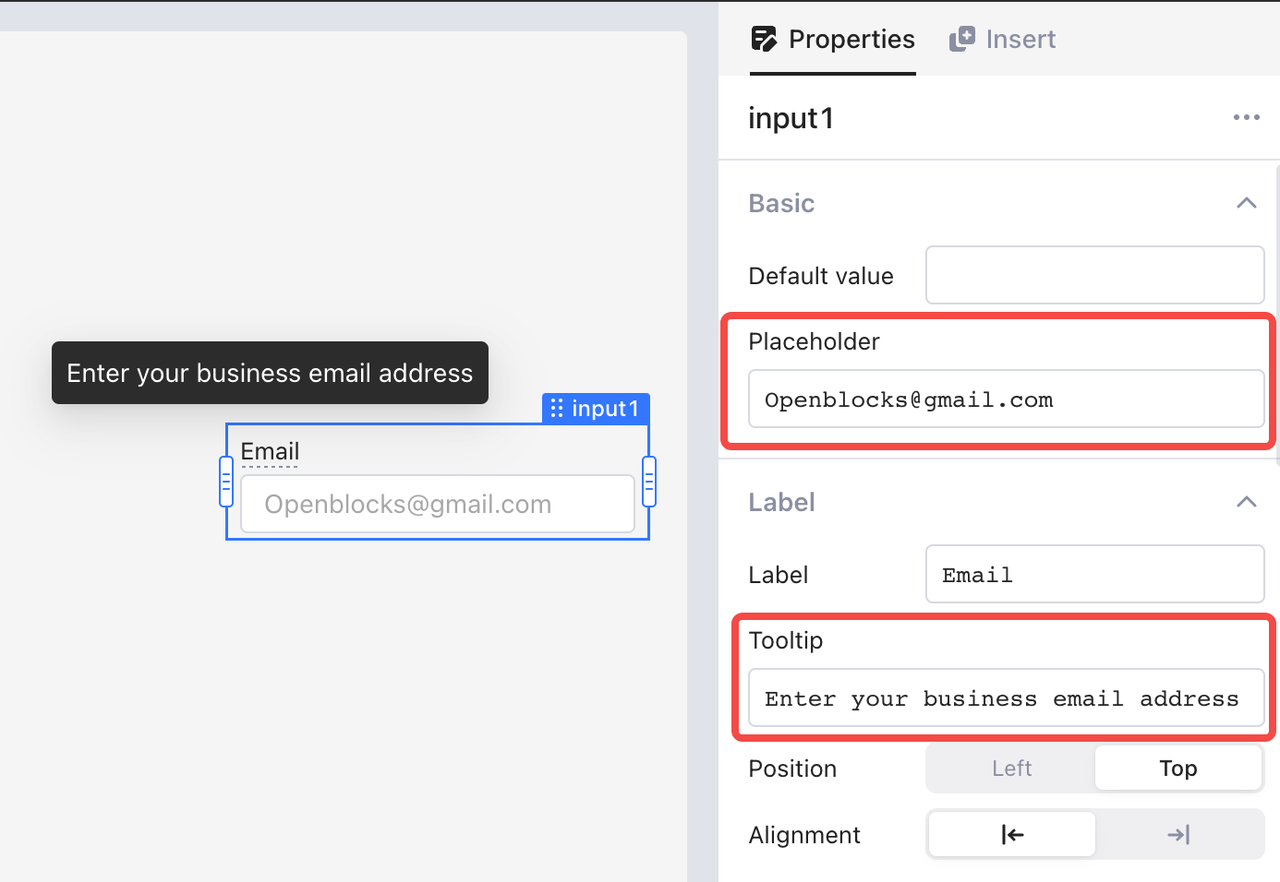 Properties
Insert
input1
Basic
Default value
Placeholder
Openblocks@gmail.com
Enter your business email address
input1
Email
Openblocks@gmail.com
Label
Label
Email
Tooltip
Enter your business email address
Position
Left
Top
Alignment